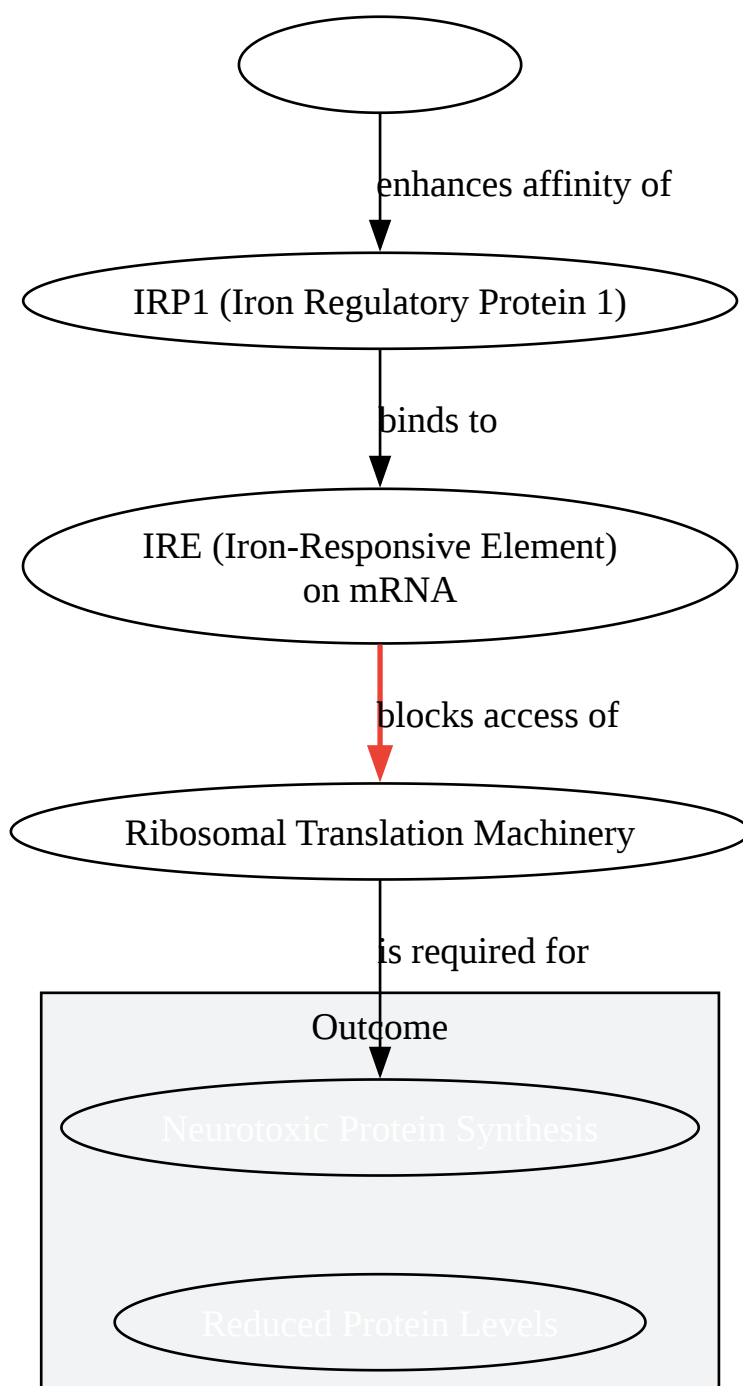 enhances affinity of
IRP1 (Iron Regulatory Protein 1)
binds to
IRE (Iron-Responsive Element)
on mRNA
blocks access of
Ribosomal Translation Machinery
is required for
Outcome
Neurotoxic Protein Synthesis
Reduced Protein Levels